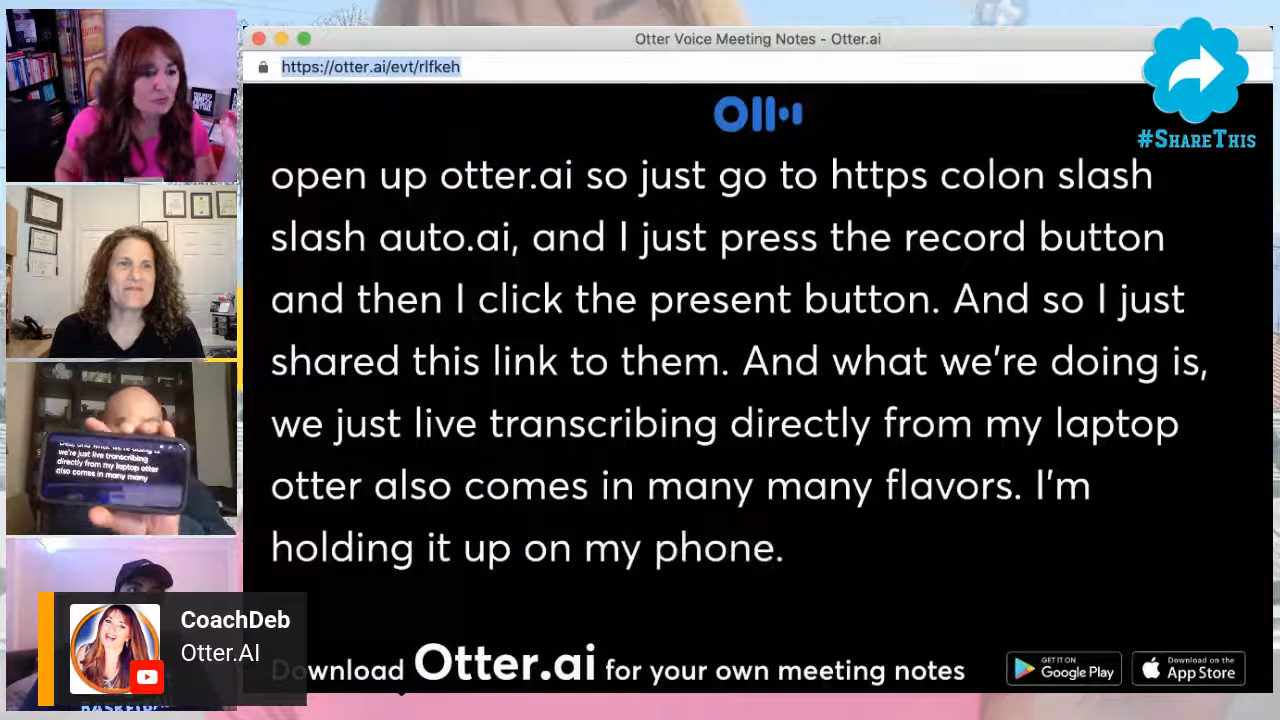 Otter Voice Meeting Notes - Otter.ai
https://otter.ai/evt/rlfkeh
#SHARETHIS
open up otter.ai so just go to https colon slash
slash auto.ai, and I just press the record button
and then I click the present button. And so I just
shared this link to them. And what we're doing is,
we just live transcribing directly from my laptop
otter also comes in many many flavors. I'm
holding it up on my phone.
we're just live transcribing
directly from my laptop otter
also comes in many many
CoachDeb
Otter.AI
Download Otter.ai for your own meeting notes
GET IT ON
Google Play
Download on the
App Store
BASKETBALL